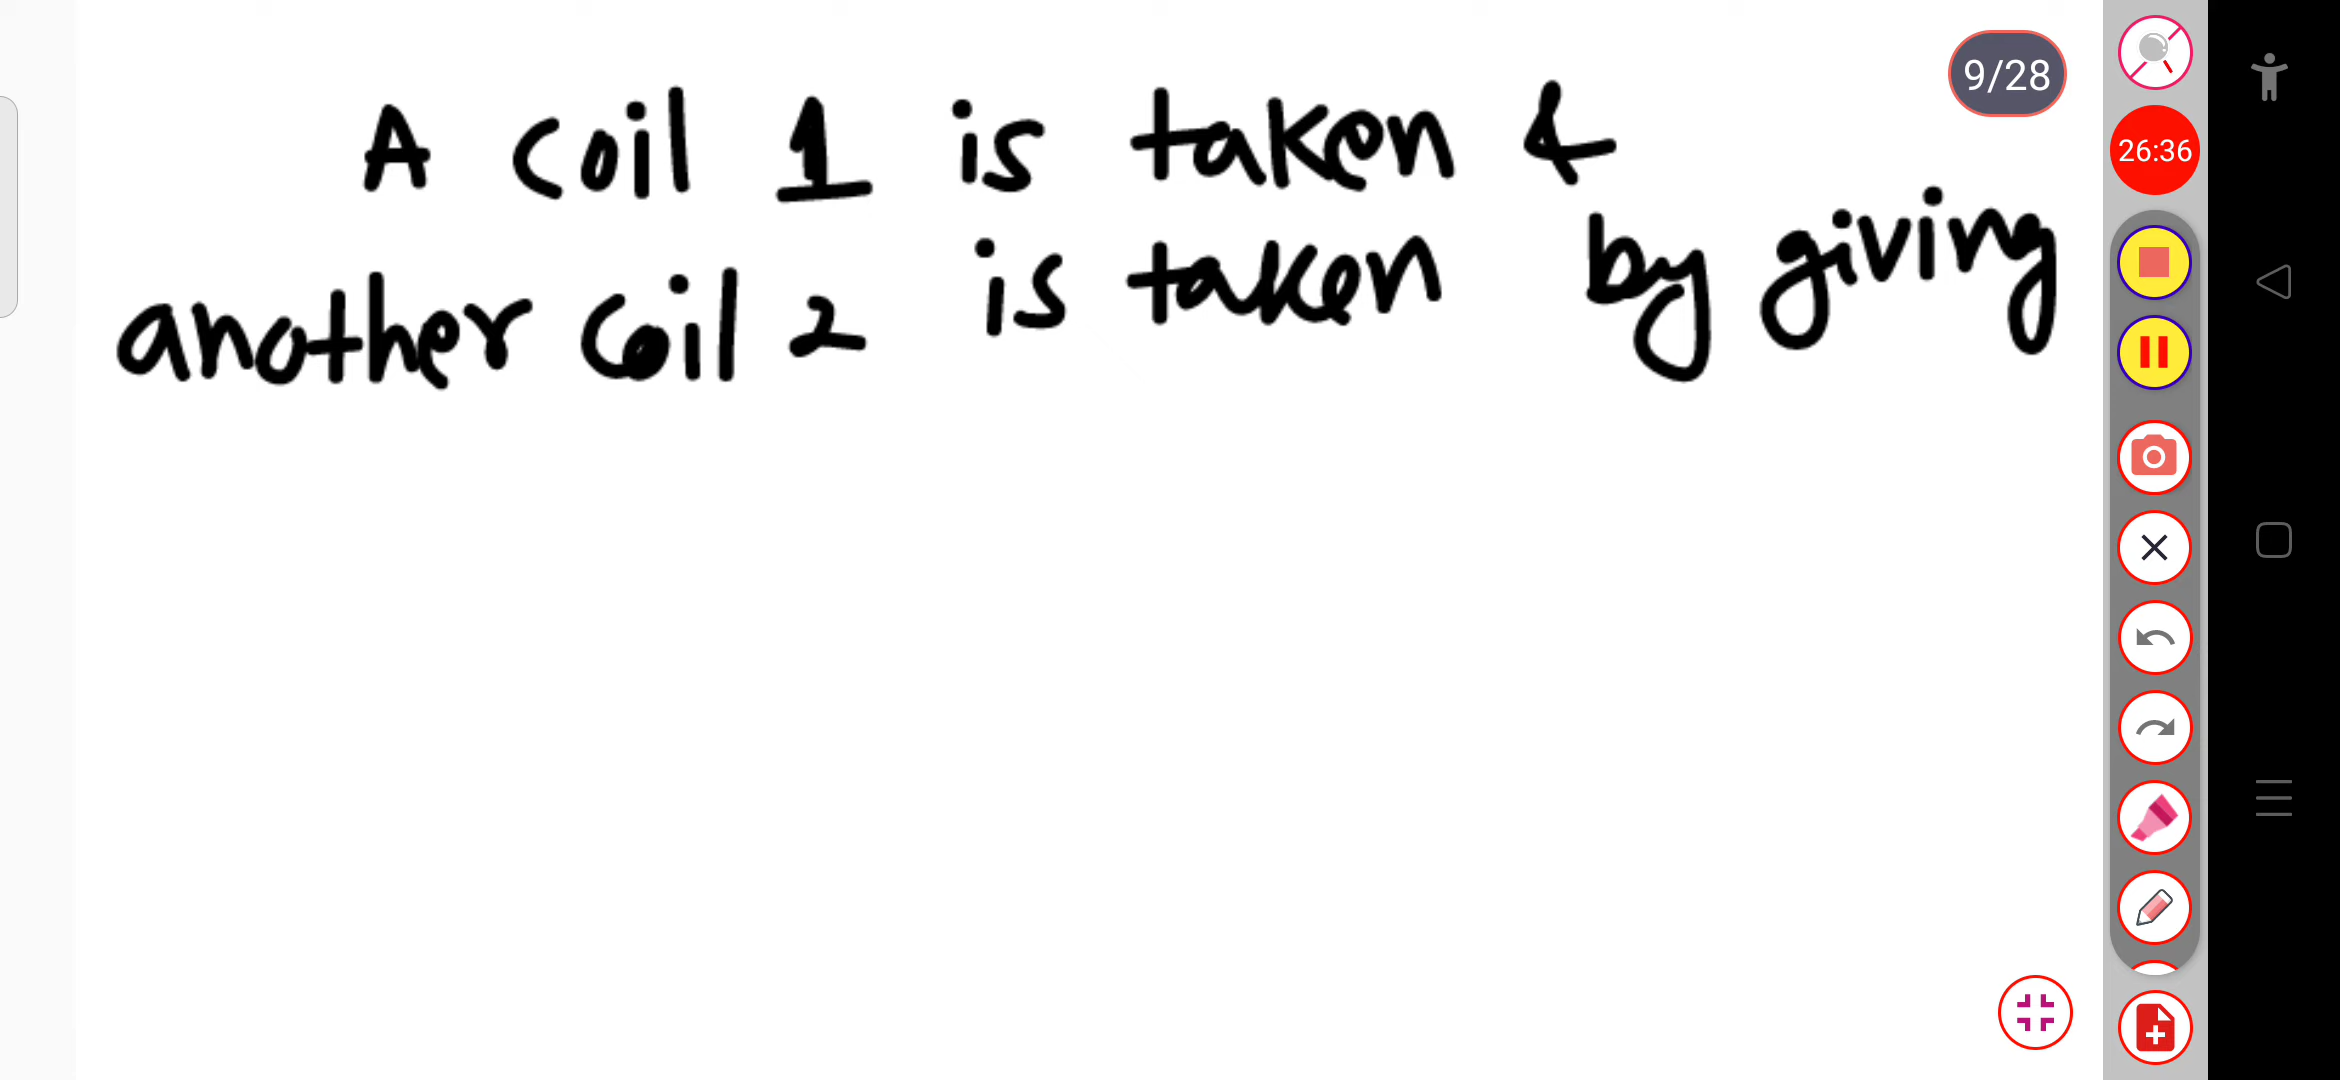 9/28
A coil 1 is taken &
26:36
another coil 2 is taken by giving